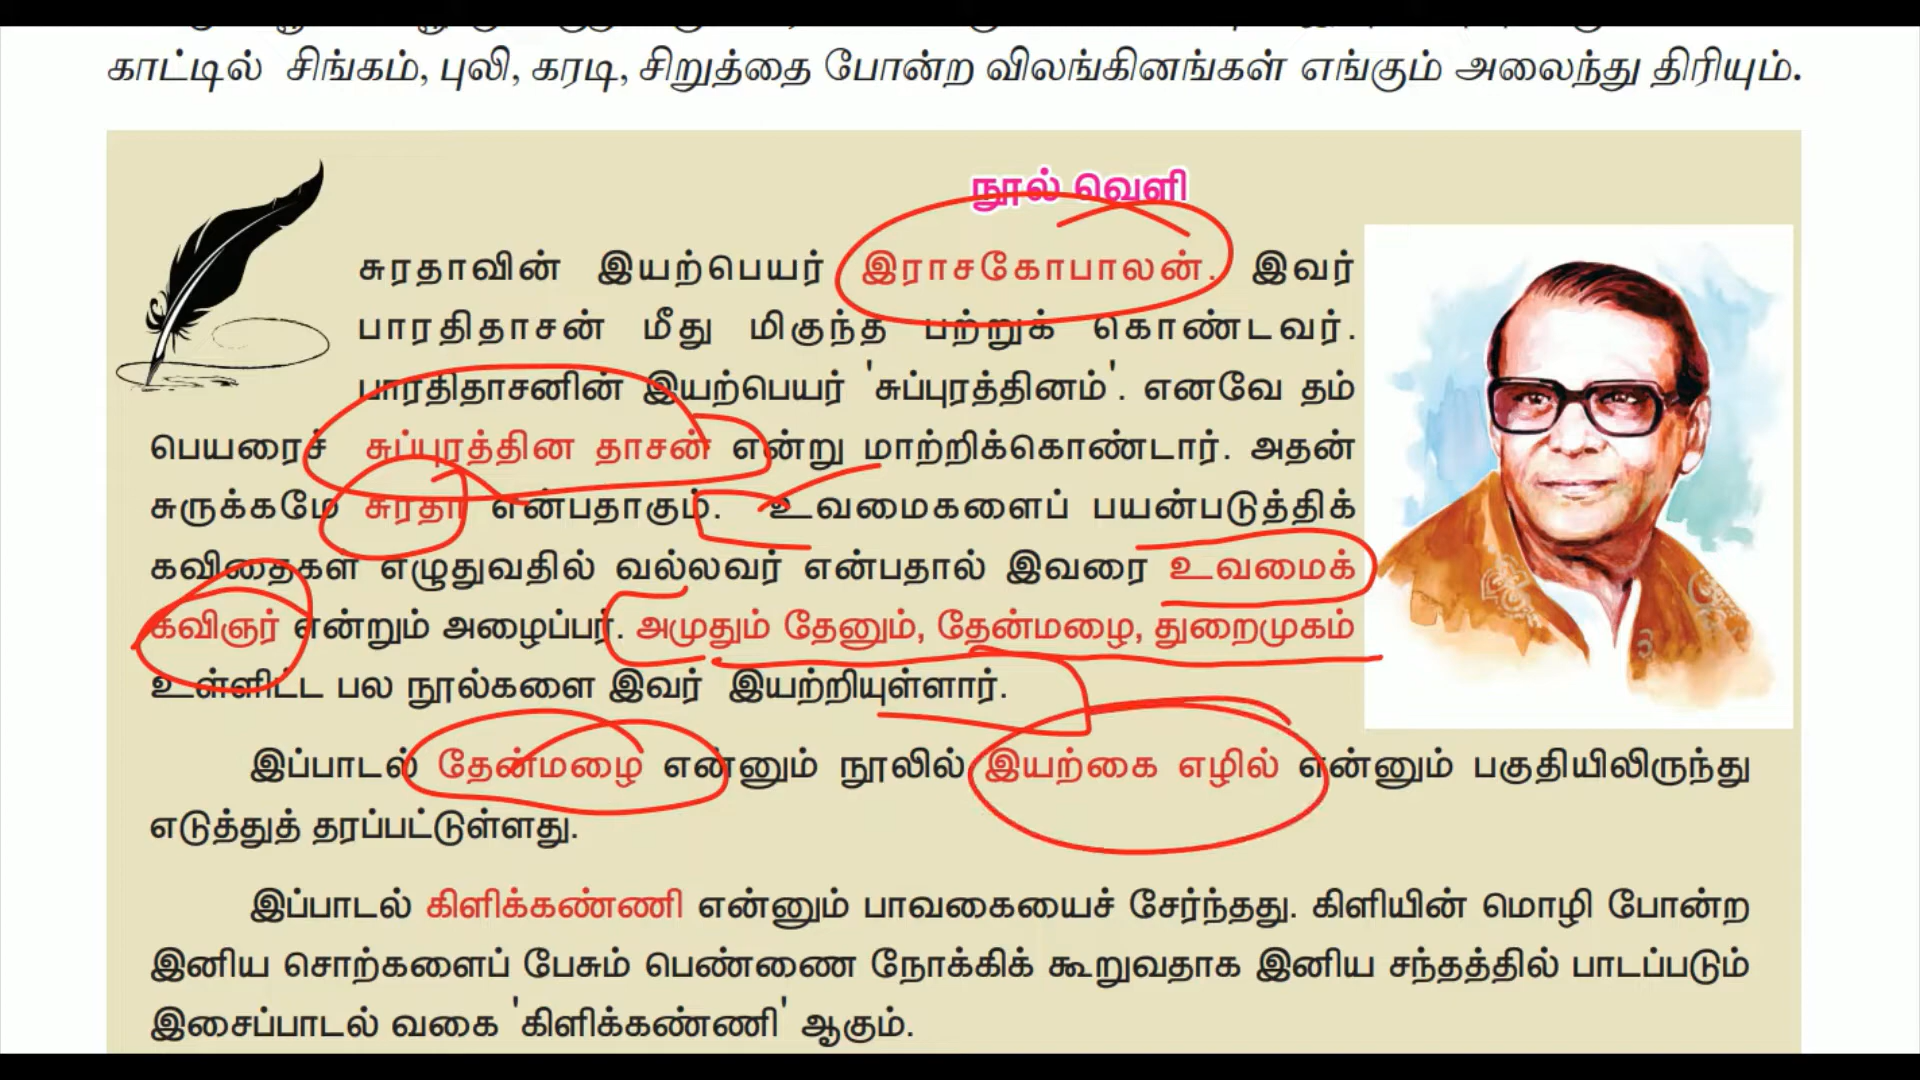 காட்டில் சிங்கம், புலி, கரடி, சிறுத்தை போன்ற விலங்கினங்கள் எங்கும் அலைந்து திரியும்.
நூல் வெளி
சுரதாவின் இயற்பெயர் இராசகோபாலன். இவர்
பாரதிதாசன் மீது மிகுந்த பற்றுக் கொண்டவர்.
பாரதிதாசனின் இயற்பெயர் 'சுப்புரத்தினம்'. எனவே தம்
பெயரைச் சுப்புரத்தின தாசன் என்று மாற்றிக்கொண்டார். அதன்
சுருக்கமே சுரதா என்பதாகும். உவமைகளைப் பயன்படுத்திக்
கவிதைகள் எழுதுவதில் வல்லவர் என்பதால் இவரை உவமைக்
கவிஞர் என்றும் அழைப்பர். அமுதும் தேனும், தேன்மழை, துறைமுகம்
உள்ளிட்ட பல நூல்களை இவர் இயற்றியுள்ளார்.
இப்பாடல் தேன்மழை என்னும் நூலில் இயற்கை எழில் என்னும் பகுதியிலிருந்து
எடுத்துத் தரப்பட்டுள்ளது.
இப்பாடல் கிளிக்கண்ணி என்னும் பாவகையைச் சேர்ந்தது. கிளியின் மொழி போன்ற
இனிய சொற்களைப் பேசும் பெண்ணை நோக்கிக் கூறுவதாக இனிய சந்தத்தில் பாடப்படும்
இசைப்பாடல் வகை 'கிளிக்கண்ணி' ஆகும்.